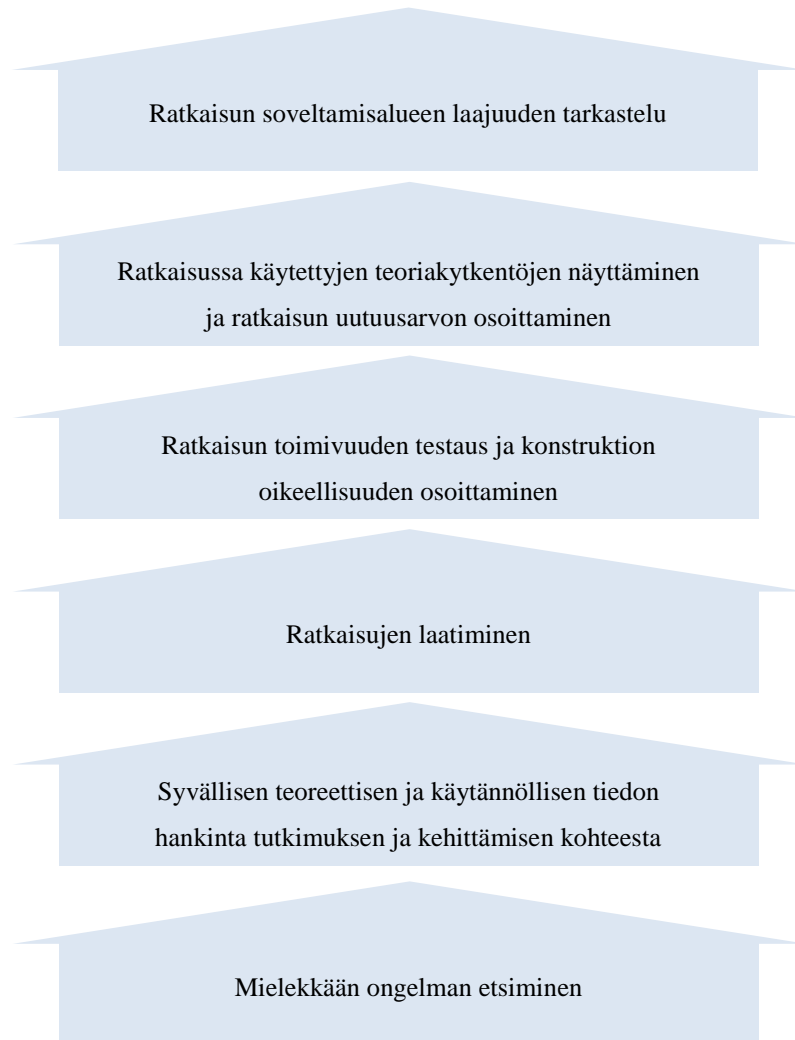 Ratkaisun soveltamisalueen laajuuden tarkastelu
Ratkaisussa käytettyjen teoriakytkentöjen näyttäminen
ja ratkaisun uutuusarvon osoittaminen
Ratkaisun toimivuuden testaus ja konstruktion
oikeellisuuden osoittaminen
Ratkaisujen laatiminen
Syvällisen teoreettisen ja käytännöllisen tiedon
hankinta tutkimuksen ja kehittämisen kohteesta
Mielekkään ongelman etsiminen